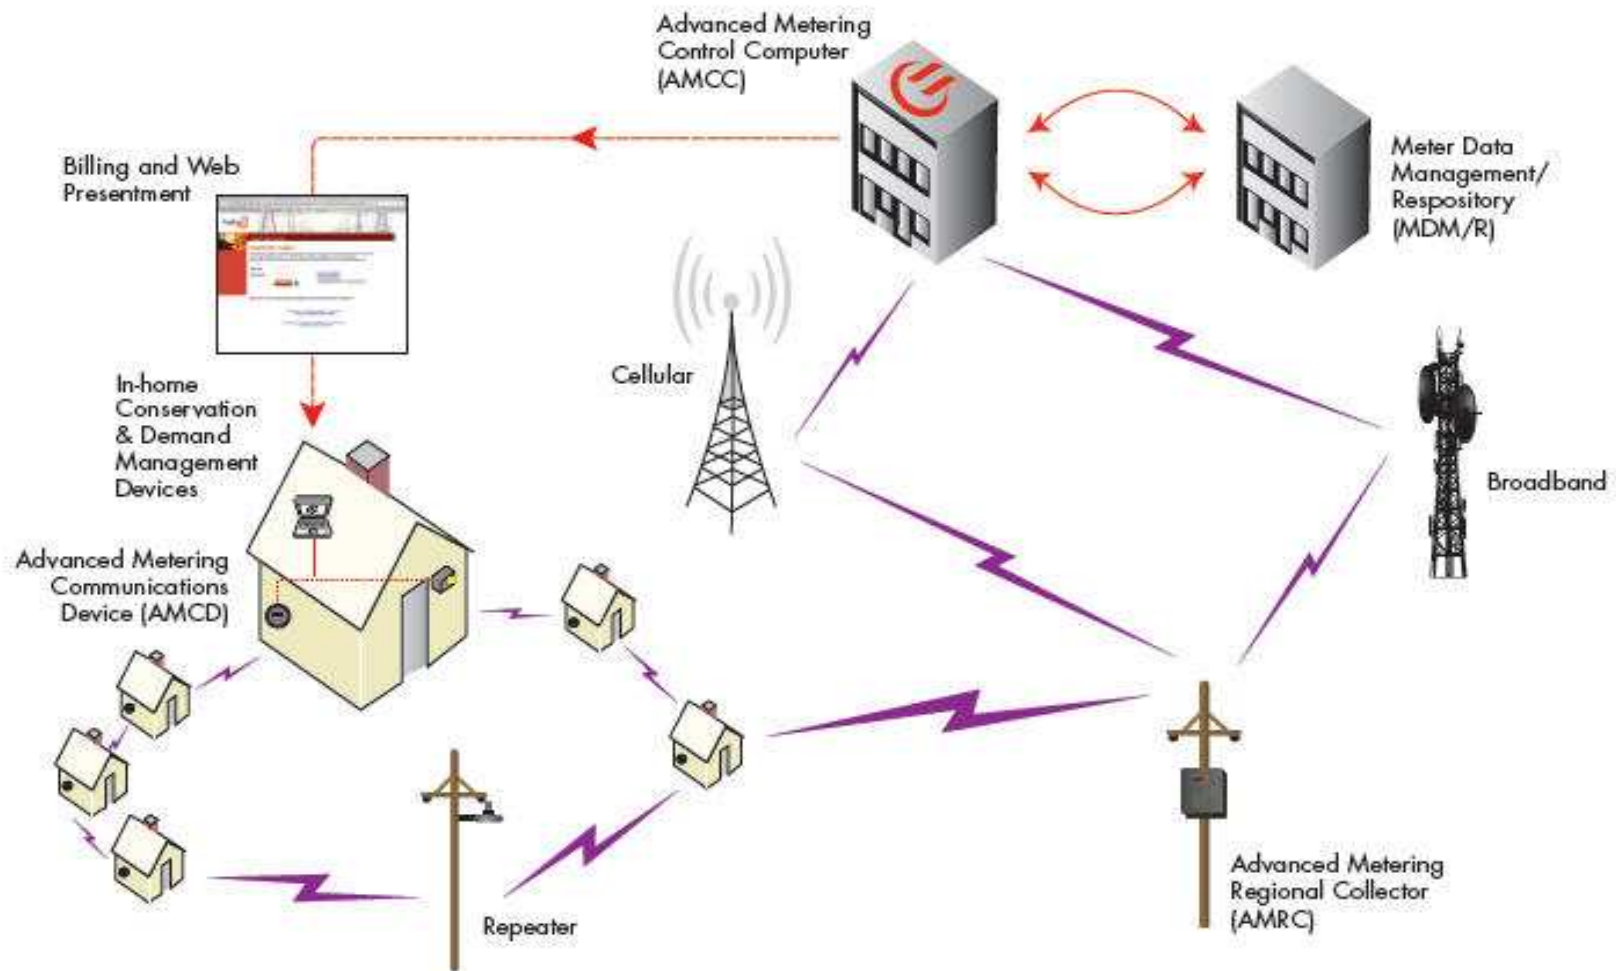 Advanced Metering
Control Computer
(AMCC)
Billing and Web
Presentment
Meter Data
Management/
Respository
(MDM/R)
Cellular
In-home
Conservation
& Demand
Management
Devices
Broadband
Advanced Metering
Communications
Device (AMCD)
Advanced Metering
Regional Collector
(AMRC)
Repeater